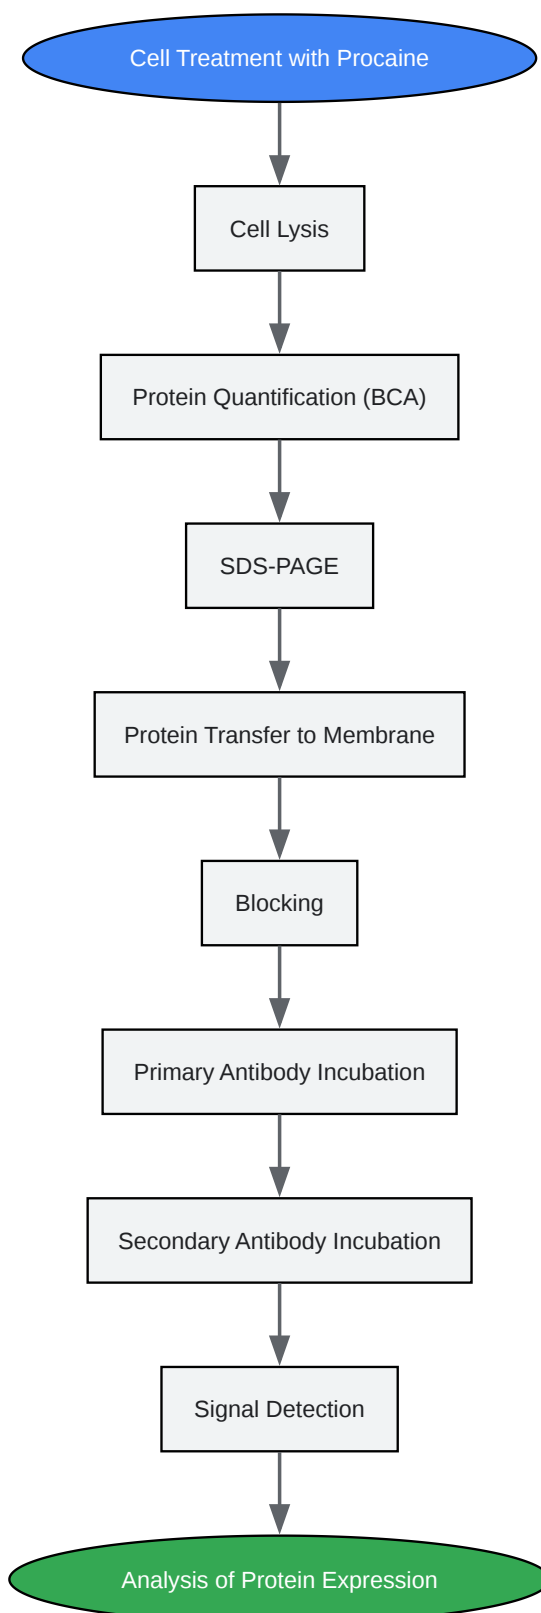 Cell Treatment with Procaine
Cell Lysis
Protein Quantification (BCA)
SDS-PAGE
Protein Transfer to Membrane
Blocking
Primary Antibody Incubation
Secondary Antibody Incubation
Signal Detection
Analysis of Protein Expression